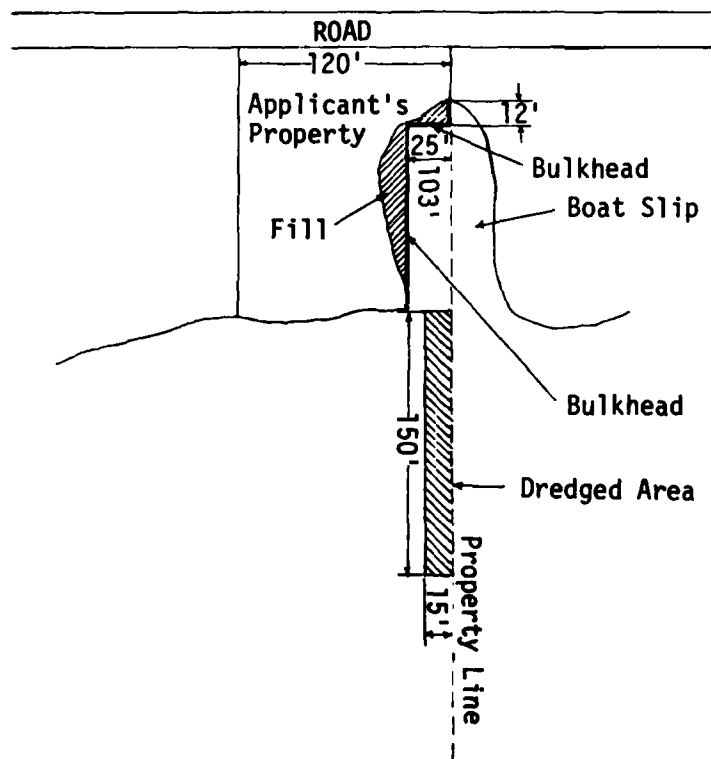 ROAD
120'
Applicant's
Property
12'
25'
Bulkhead
103'
Boat Slip
Fill
Bulkhead
150'
Dredged Area
Property Line
15'